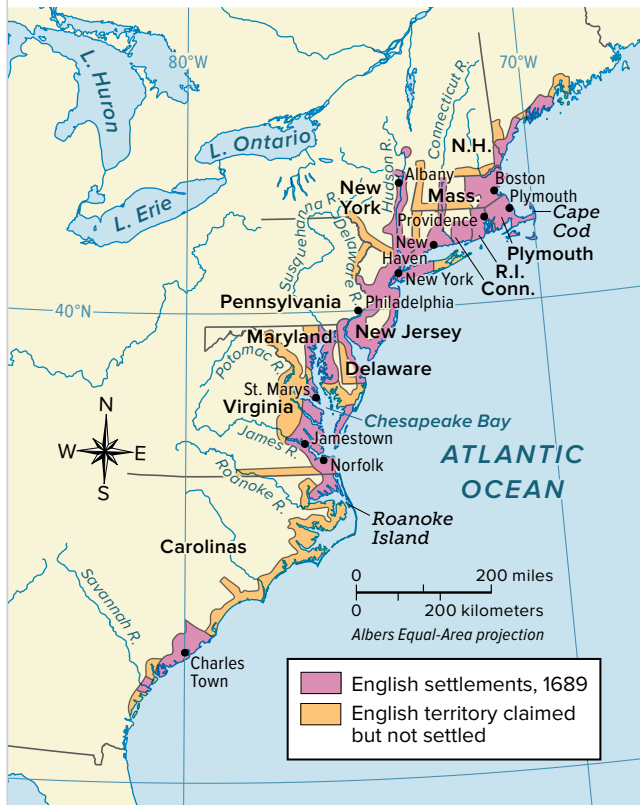 80°W
70°W
L. Huron
L. Ontario
L. Erie
Connecticut R.
Hudson R.
N.H.
Albany
Boston
Mass.
Plymouth
New
York
Providence
Cape
Cod
Susquehanna R.
Delaware R.
New
Haven
Plymouth
R.I.
Conn.
New York
40°N
Pennsylvania
Philadelphia
Maryland
New Jersey
Potomac R.
Delaware
St. Marys
Virginia
Chesapeake Bay
N
W
E
S
James R.
Jamestown
Norfolk
ATLANTIC
OCEAN
Roanoke R.
Roanoke
Island
Carolinas
0 200 miles
0 200 kilometers
Albers Equal-Area projection
Savannah R.
Charles
Town
English settlements, 1689
English territory claimed
but not settled